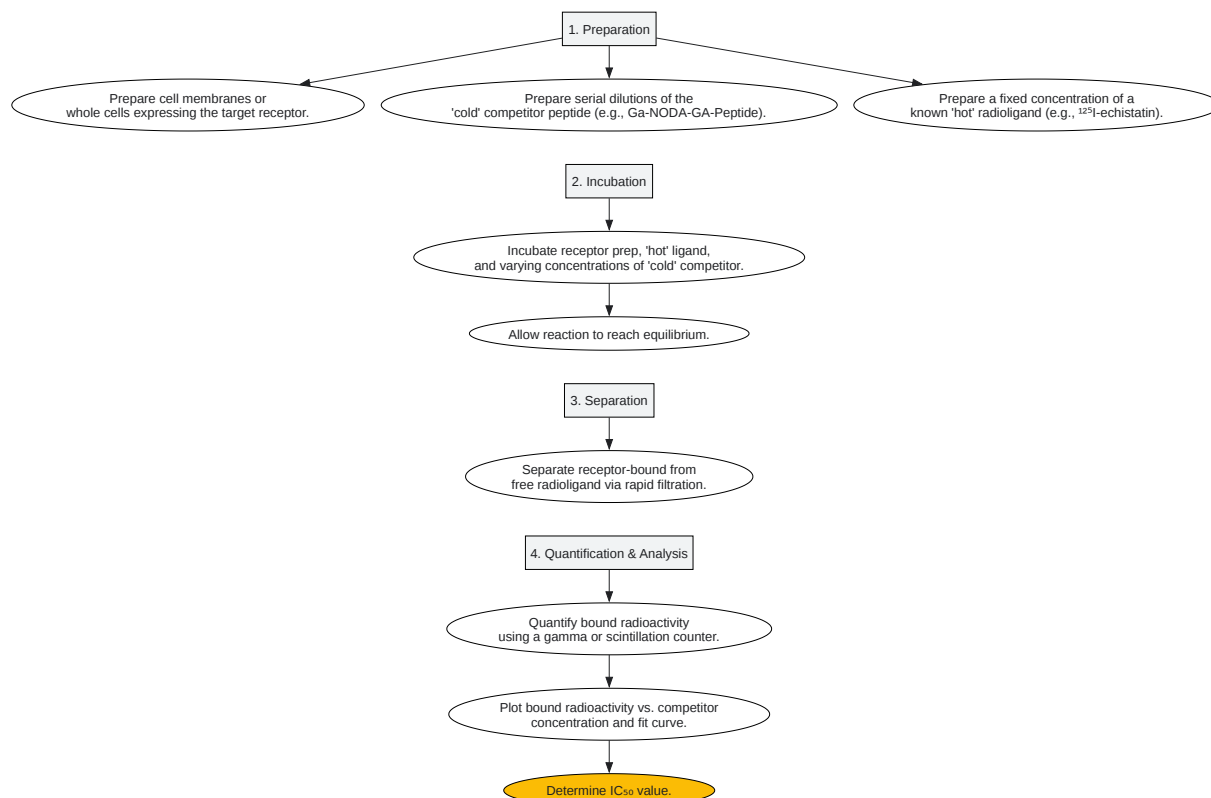 1. Preparation
Prepare cell membranes or
whole cells expressing the target receptor.
Prepare serial dilutions of the
'cold' competitor peptide (e.g., Ga-NODA-GA-Peptide).
Prepare a fixed concentration of a
known 'hot' radioligand (e.g., ¹²⁵I-echistatin).
2. Incubation
Incubate receptor prep, 'hot' ligand,
and varying concentrations of 'cold' competitor.
Allow reaction to reach equilibrium.
3. Separation
Separate receptor-bound from
free radioligand via rapid filtration.
4. Quantification & Analysis
Quantify bound radioactivity
using a gamma or scintillation counter.
Plot bound radioactivity vs. competitor
concentration and fit curve.
Determine IC₅₀ value.